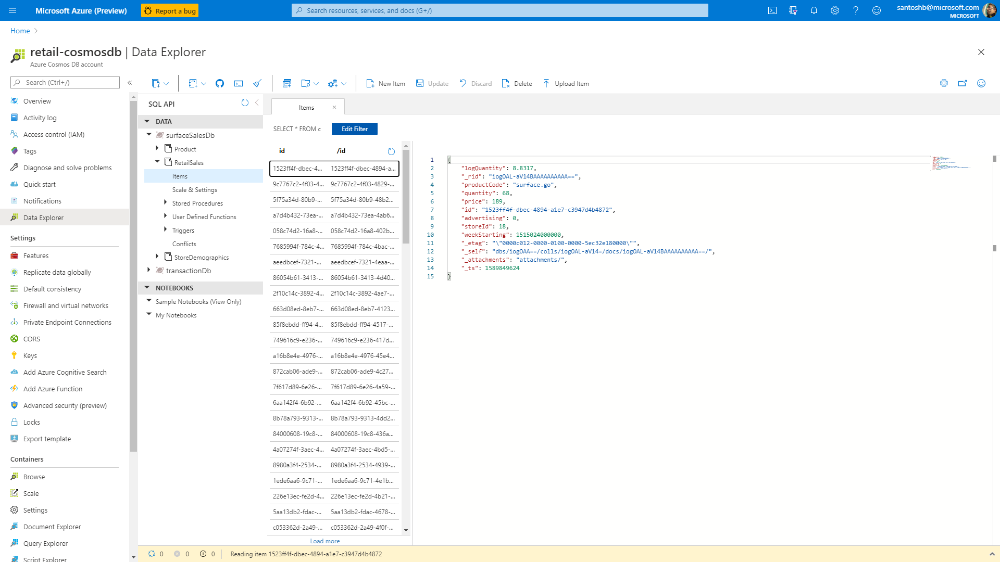 Microsoft Azure (Preview)
Report a bug
Search resources, services, and docs (G+/)
santoshb@microsoft.com
MICROSOFT
Home
retail-cosmosdb | Data Explorer
Azure Cosmos DB account
Search (Ctrl+/)
New Item
Update
Discard
Delete
Upload Item
Overview
Activity log
Access control (IAM)
Tags
Diagnose and solve problems
Quick start
Notifications
Data Explorer
Settings
Features
Replicate data globally
Default consistency
Firewall and virtual networks
Private Endpoint Connections
CORS
Keys
Add Azure Cognitive Search
Add Azure Function
Advanced security (preview)
Locks
Export template
Containers
Browse
Scale
Settings
Document Explorer
Query Explorer
Script Explorer
SQL API
DATA
surfaceSalesDb
Product
RetailSales
Items
Scale & Settings
Stored Procedures
User Defined Functions
Triggers
Conflicts
StoreDemographics
transactionDb
NOTEBOOKS
Sample Notebooks (View Only)
My Notebooks
Items
SELECT * FROM c
Edit Filter
id /id
1523ff4f-dbec-4... 1523ff4f-dbec-4894-a...
9c7767c2-4f03-4... 9c7767c2-4f03-4829-...
5f75a34d-80b9-... 5f75a34d-80b9-48b2...
a7d4b432-73ea-... a7d4b432-73ea-4ab6...
058c74d2-16a8-... 058c74d2-16a8-402b...
7685994f-784c-4... 7685994f-784c-4bac-...
aeedbcef-7321-... aeedbcef-7321-4eaa-...
86054b61-3413-... 86054b61-3413-4d40...
2f10c14c-3892-4... 2f10c14c-3892-4ae7-...
663d08ed-8eb7-... 663d08ed-8eb7-4123...
85f8ebdd-ff94-4... 85f8ebdd-ff94-4517-...
749616c9-e236-... 749616c9-e236-417d...
a16b8e4e-4976-... a16b8e4e-4976-45e4...
872cab06-ade9-... 872cab06-ade9-4c27...
7f617d89-6e26-... 7f617d89-6e26-4a59-...
6aa142f4-6b92-... 6aa142f4-6b92-45bc-...
8b78a793-9313-... 8b78a793-9313-4dd2...
84000608-19c8-... 84000608-19c8-436a...
4a07274f-3aec-4... 4a07274f-3aec-4bd5-...
8980a3f4-2534-... 8980a3f4-2534-4939-...
1ede6aa6-9c71-... 1ede6aa6-9c71-4e1b...
226e13ec-fe2d-4... 226e13ec-fe2d-4b21-...
5aa13db2-fdac-... 5aa13db2-fdac-4678-...
c053362d-2a49-... c053362d-2a49-4f0f-...
Load more
1 {
2 "logQuantity": 8.8317,
3 "_rid": "iogOAL-aV14BAAAAAAAAAA==",
4 "productCode": "surface.go",
5 "quantity": 68,
6 "price": 189,
7 "id": "1523ff4f-dbec-4894-a1e7-c3947d4b4872",
8 "advertising": 0,
9 "storeId": 18,
10 "weekStarting": 1515024000000,
11 "_etag": "\"0000c012-0000-0100-0000-5ec32e180000\"",
12 "_self": "dbs/iogOAA==/colls/iogOAL-aV14=/docs/iogOAL-aV14BAAAAAAAAAA==/",
13 "_attachments": "attachments/",
14 "_ts": 1589849624
15 }
0 0 0 Reading item 1523ff4f-dbec-4894-a1e7-c3947d4b4872